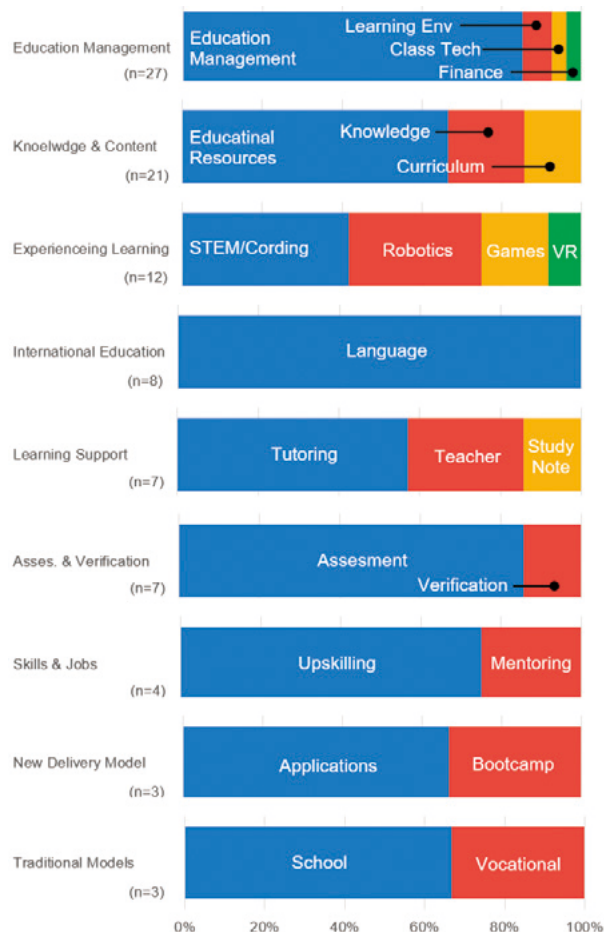 Education Management
(n=27)
Education
Management
Learning Env
Class Tech
Finance
Knoelwdge & Content
(n=21)
Educatinal
Resources
Knowledge
Curriculum
Experienceing Learning
(n=12)
STEM/Cording
Robotics
Games
VR
International Education
(n=8)
Language
Learning Support
(n=7)
Tutoring
Teacher
Study
Note
Asses. & Verification
(n=7)
Assesment
Verification
Skills & Jobs
(n=4)
Upskilling
Mentoring
New Delivery Model
(n=3)
Applications
Bootcamp
Traditional Models
(n=3)
School
Vocational
0% 20% 40% 60% 80% 100%